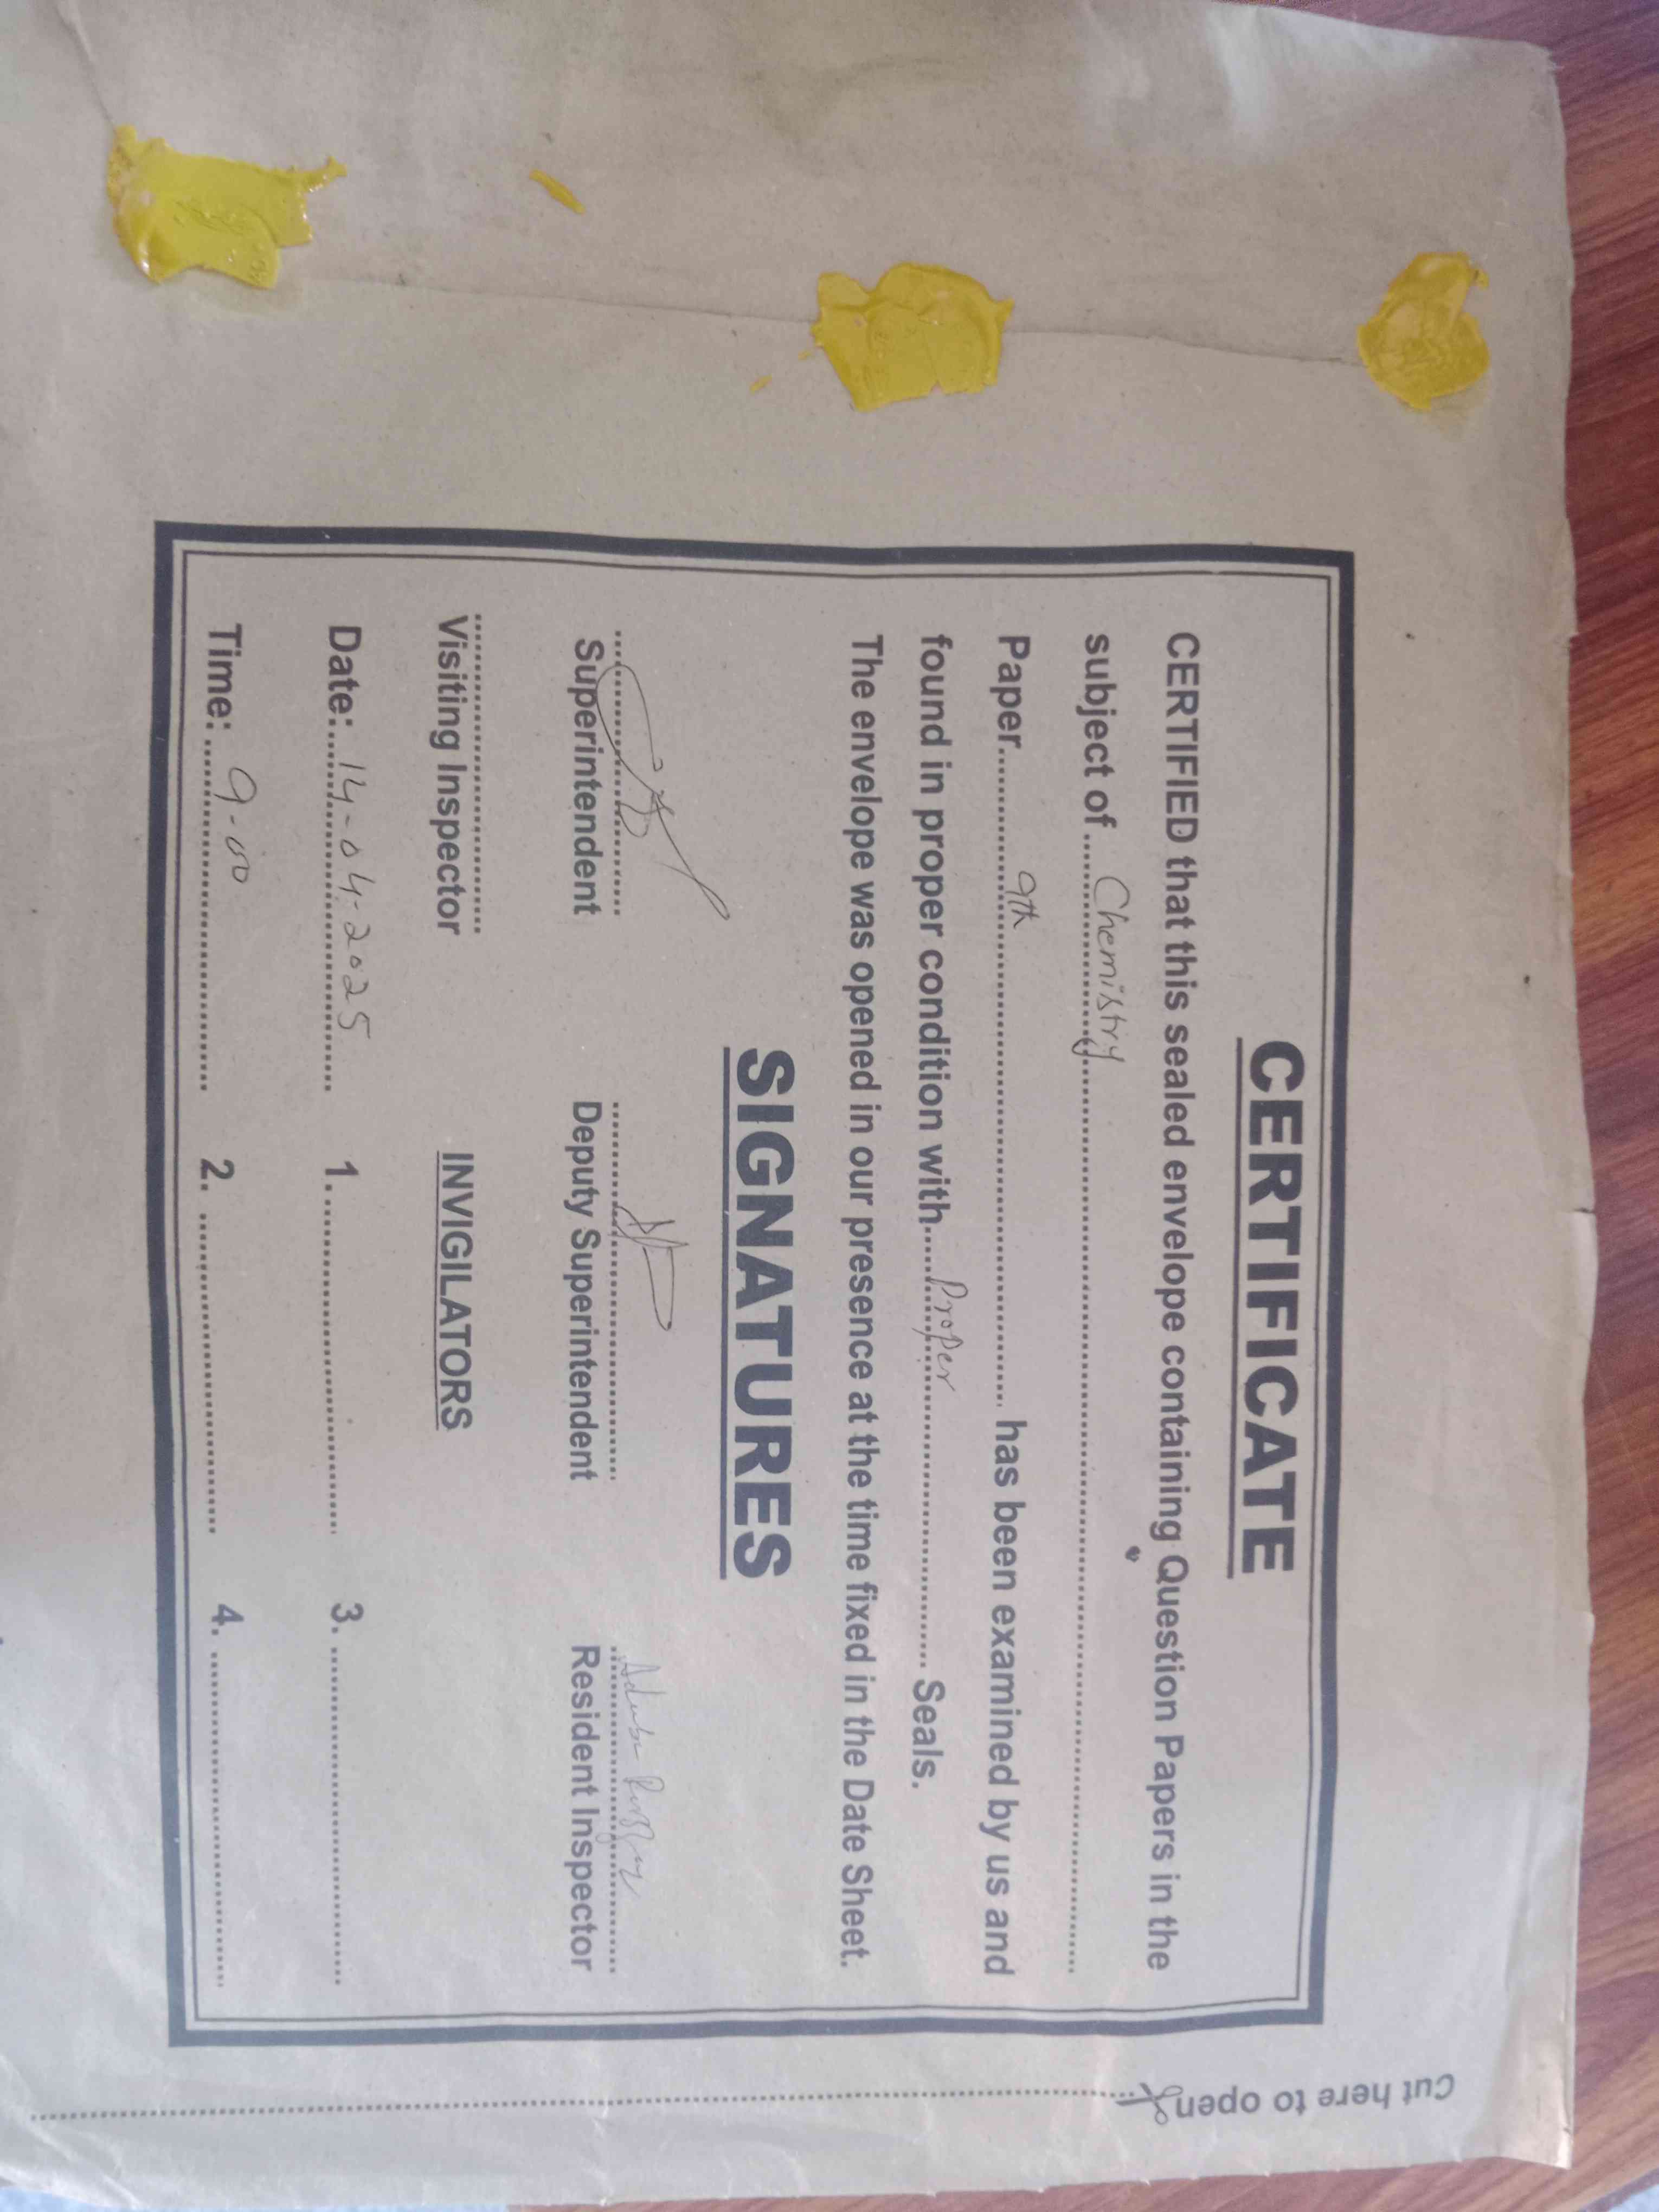 CERTIFICATE
CERTIFIED that this sealed envelope containing Question Papers in the
subject of.....Chemistry.....
Paper.....9th..... has been examined by us and
found in proper condition with.....Proper..... Seals.
The envelope was opened in our presence at the time fixed in the Date Sheet.
SIGNATURES
Superintendent Deputy Superintendent Resident Inspector
Visiting Inspector INVIGILATORS
Date:.....14-04-2025..... 1...... 3......
Time:.....9-00..... 2...... 4......
Cut here to open